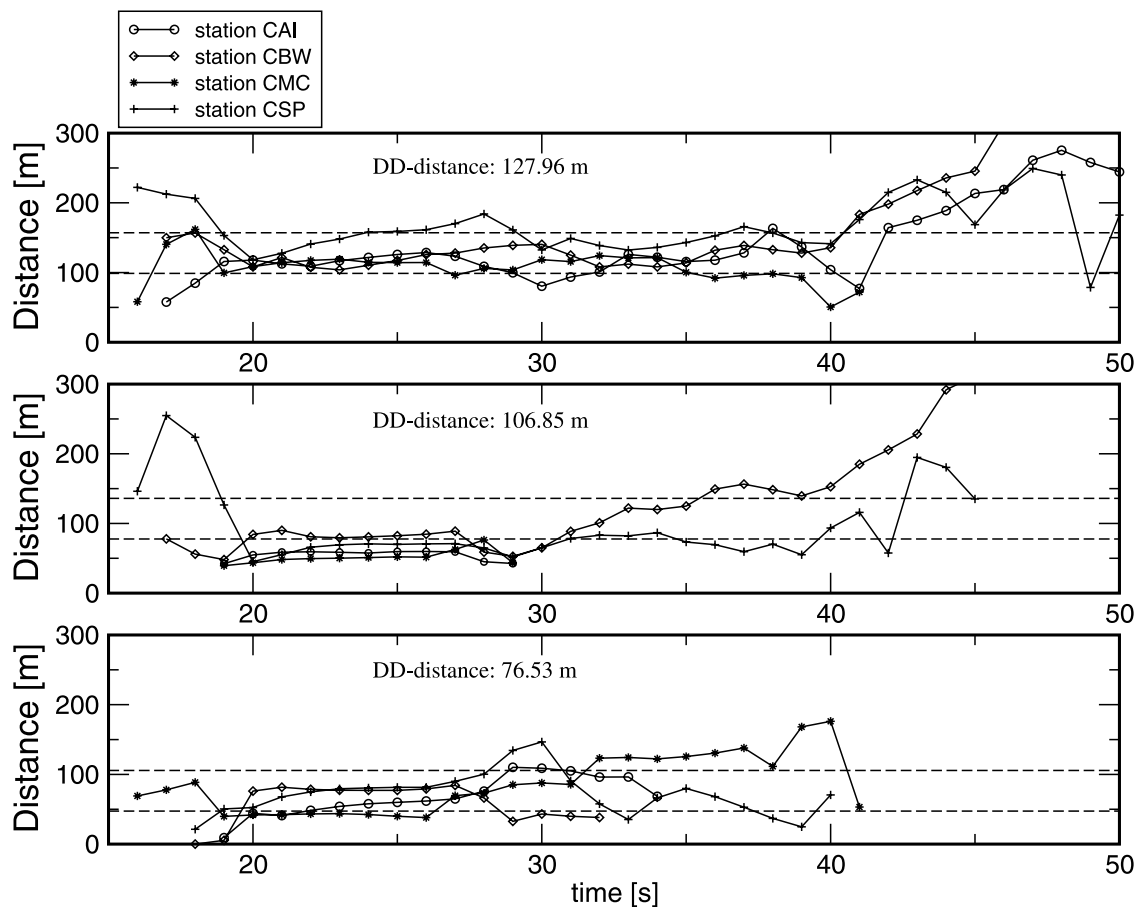 station CAI
station CBW
station CMC
station CSP
300
200
100
0
Distance [m]
DD-distance: 127.96 m
20 30 40 50
300
200
100
0
Distance [m]
DD-distance: 106.85 m
20 30 40 50
300
200
100
0
Distance [m]
DD-distance: 76.53 m
20 30 40 50
time [s]